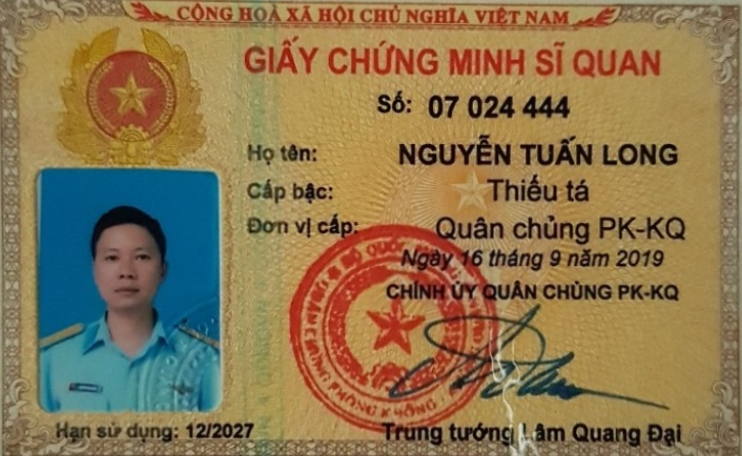 CỘNG HOÀ XÃ HỘI CHỦ NGHĨA VIỆT NAM
GIẤY CHỨNG MINH SĨ QUAN
Số: 07 024 444
Họ tên: NGUYỄN TUẤN LONG
Cấp bậc: Thiếu tá
Đơn vị cấp: Quân chủng PK-KQ
Ngày 16 tháng 9 năm 2019
CHÍNH ỦY QUÂN CHỦNG PK-KQ
Hạn sử dụng: 12/2027
Trung tướng Lâm Quang Đại